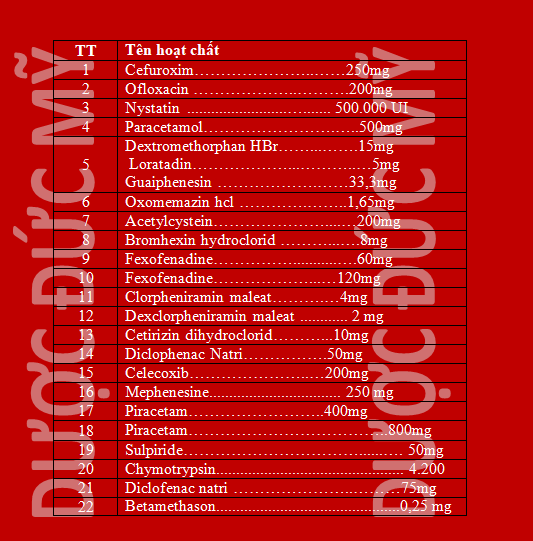 TT Tên hoạt chất
1 Cefuroxim…………………..……250mg
2 Ofloxacin …………………….…200mg
3 Nystatin .................................... 500.000 UI
4 Paracetamol…………………….…500mg
Dextromethorphan HBr……..………15mg
5 Loratadin………………..…………5mg
Guaiphenesin …………………….33,3mg
6 Oxomemazin hcl ………………1,65mg
7 Acetylcystein……………………...200mg
8 Bromhexin hydroclorid ………...…8mg
9 Fexofenadine……………………..60mg
10 Fexofenadine………………..…120mg
11 Clorpheniramin maleat…………4mg
12 Dexclorpheniramin maleat ............ 2 mg
13 Cetirizin dihydroclorid………...10mg
14 Diclophenac Natri……………50mg
15 Celecoxib……………………..200mg
16 Mephenesine.................................. 250 mg
17 Piracetam…………………….400mg
18 Piracetam……………………………..800mg
19 Sulpiride……………………….…..... 50mg
20 Chymotrypsin............................................... 4.200
21 Diclofenac natri ………………..………75mg
22 Betamethason..............................................0,25 mg
DƯỢC ĐỨC MỸ
DƯỢC ĐỨC MỸ